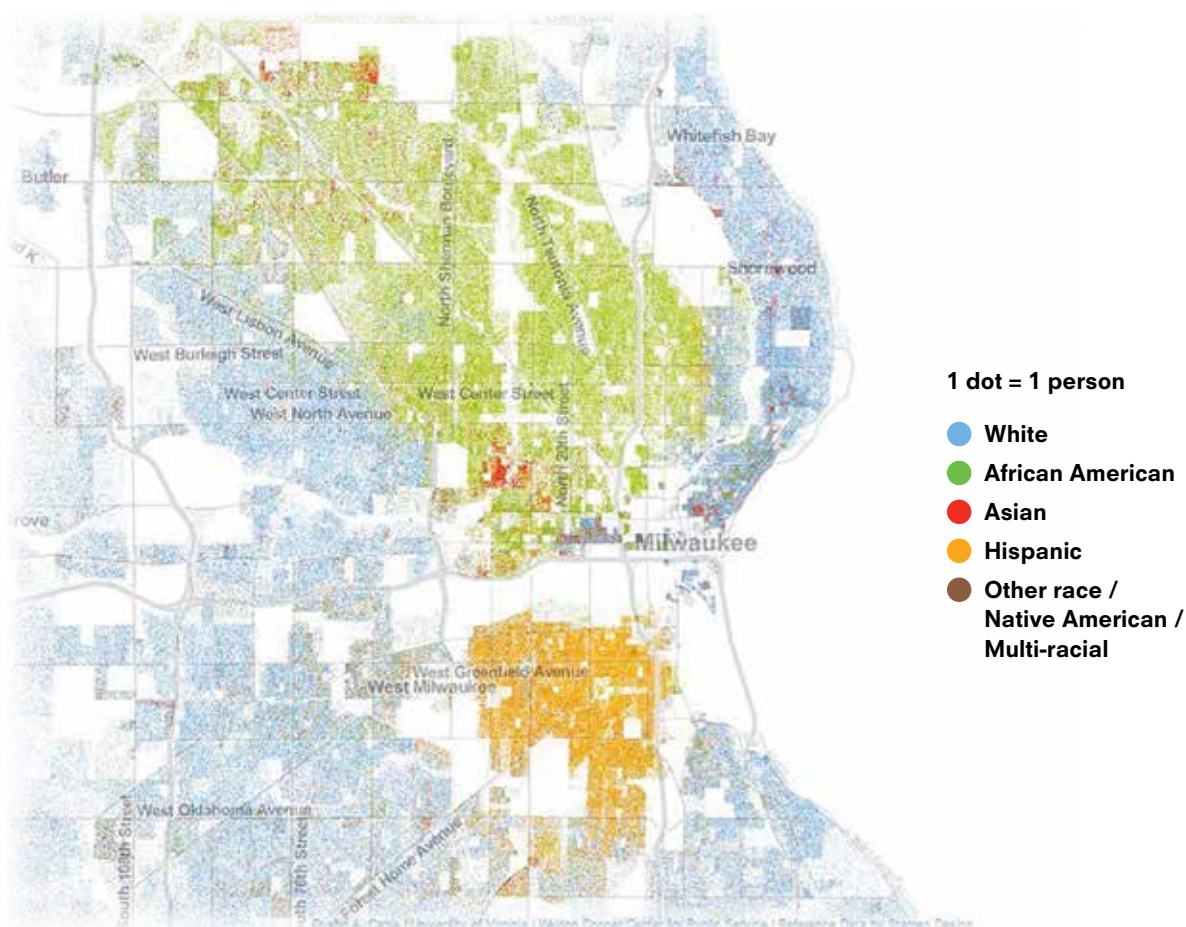 Whitefish Bay
Butler
North Sherman Boulevard
North Teutonia Avenue
Shorewood
West Lisbon Avenue
West Burleigh Street
West Center Street
West Center Street
West North Avenue
North 20th Street
rove
Milwaukee
West Greenfield Avenue
West Milwaukee
West Oklahoma Avenue
South 108th Street
uth 76th Street
Forest Home Avenue
1 dot = 1 person
White
African American
Asian
Hispanic
Other race /
Native American /
Multi-racial